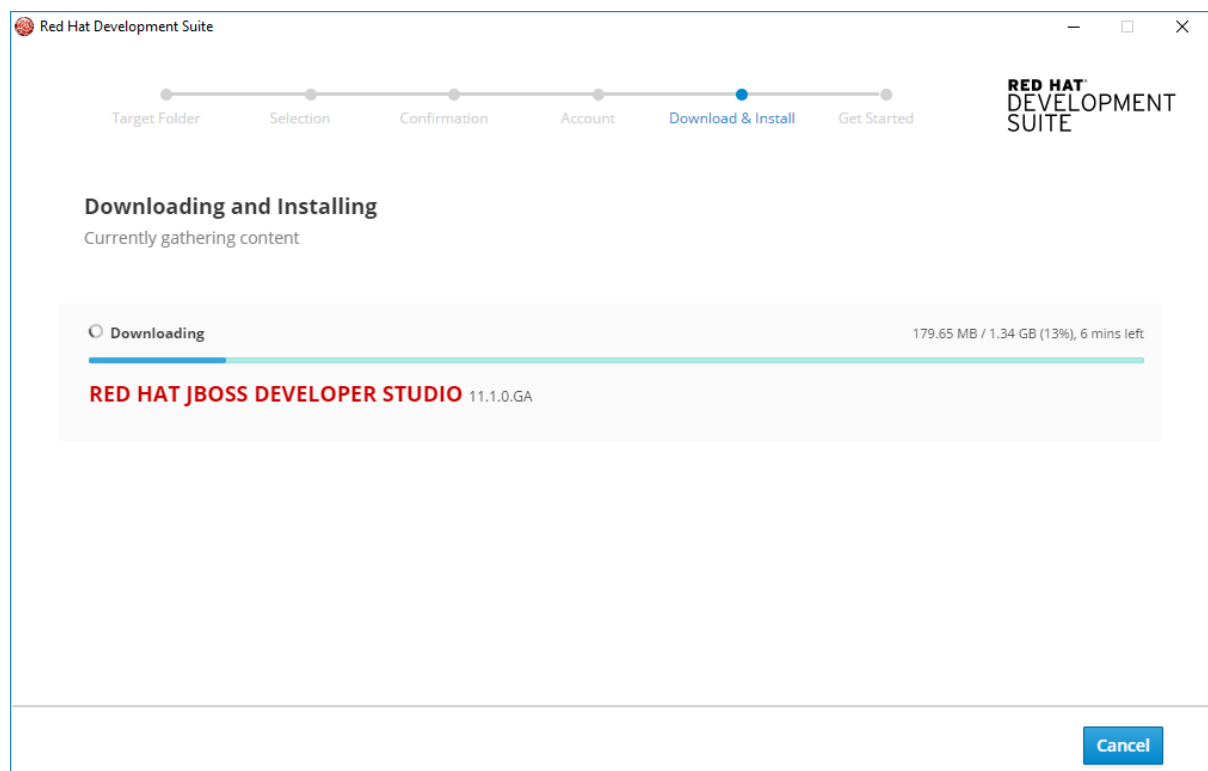 Red Hat Development Suite
RED HAT
DEVELOPMENT
SUITE
Target Folder Selection Confirmation Account Download & Install Get Started
Downloading and Installing
Currently gathering content
Downloading 179.65 MB / 1.34 GB (13%), 6 mins left
RED HAT JBOSS DEVELOPER STUDIO 11.1.0.GA
Cancel